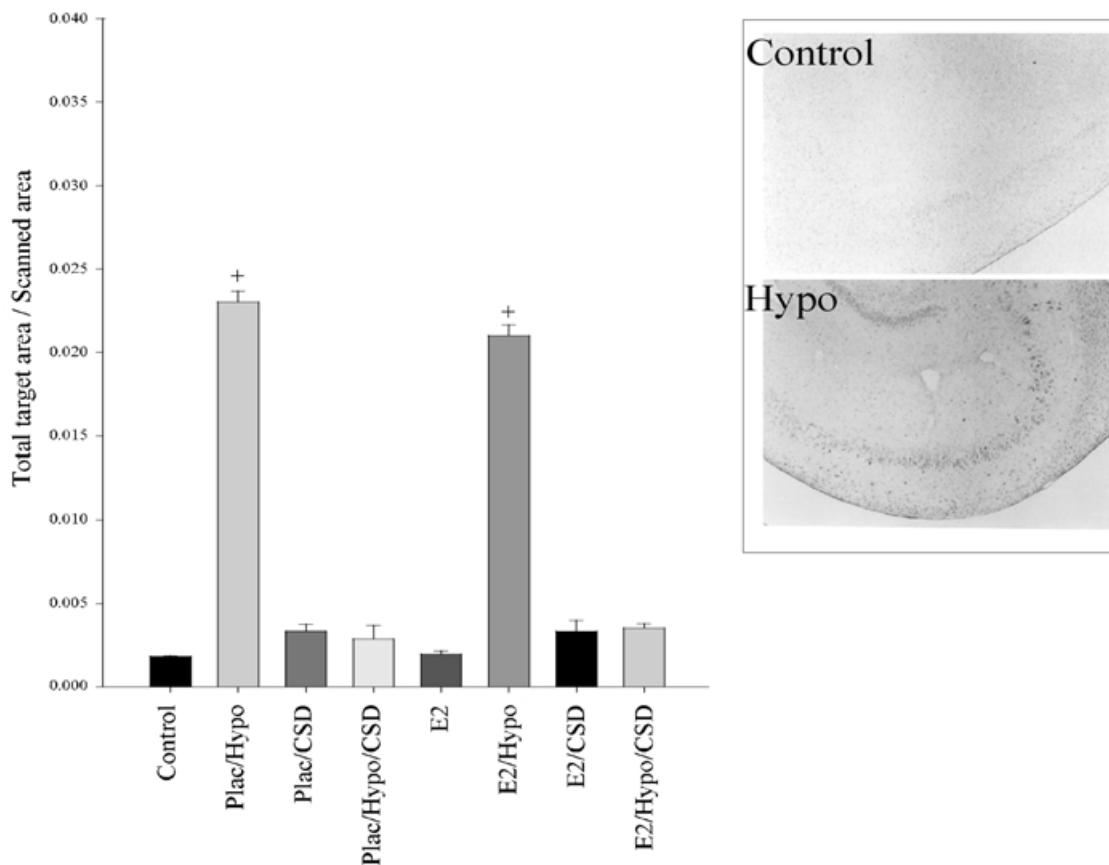 Total target area / Scanned area
0.040
0.035
0.030
0.025
0.020
0.015
0.010
0.005
0.000
+
+
Control
Plac/Hypo
Plac/CSD
Plac/Hypo/CSD
E2
E2/Hypo
E2/CSD
E2/Hypo/CSD
Control
Hypo